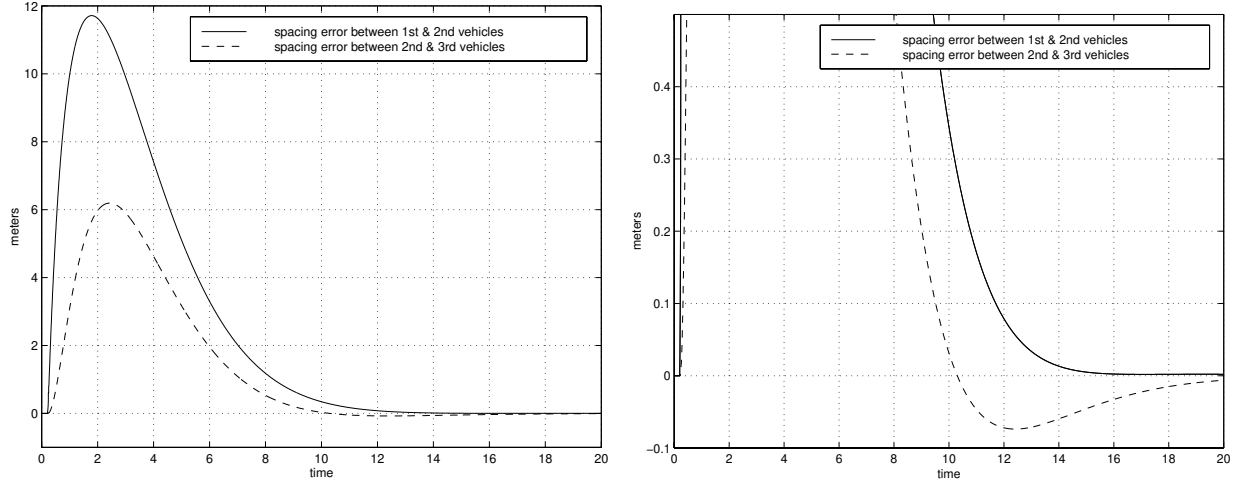 12
10
8
6
4
2
0
meters
spacing error between 1st & 2nd vehicles
spacing error between 2nd & 3rd vehicles
0 2 4 6 8 10 12 14 16 18 20
time
0.4
0.3
0.2
0.1
0
−0.1
meters
spacing error between 1st & 2nd vehicles
spacing error between 2nd & 3rd vehicles
0 2 4 6 8 10 12 14 16 18 20
time